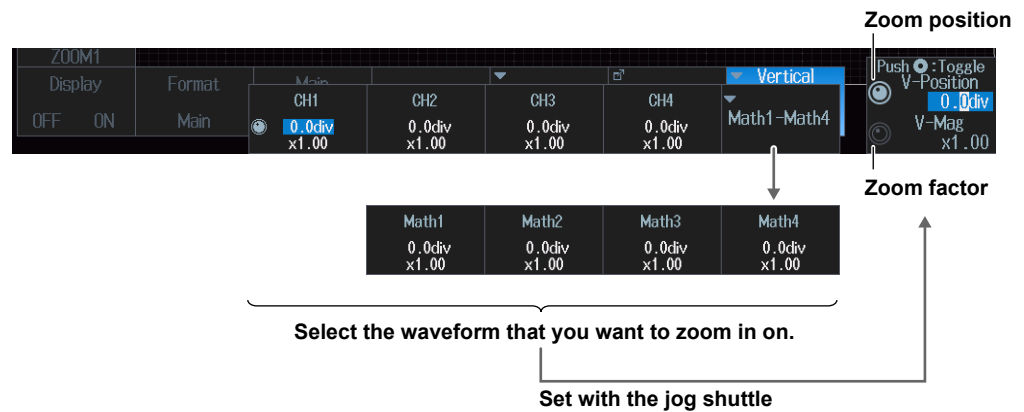 Zoom position
ZOOM1
Display
OFF ON
Format
Main
Main
Vertical
CH1
0.0div
x1.00
CH2
0.0div
x1.00
CH3
0.0div
x1.00
CH4
0.0div
x1.00
Math1-Math4
Push :Toggle
V-Position
0.0div
V-Mag
x1.00
Zoom factor
Math1
0.0div
x1.00
Math2
0.0div
x1.00
Math3
0.0div
x1.00
Math4
0.0div
x1.00
Select the waveform that you want to zoom in on.
Set with the jog shuttle